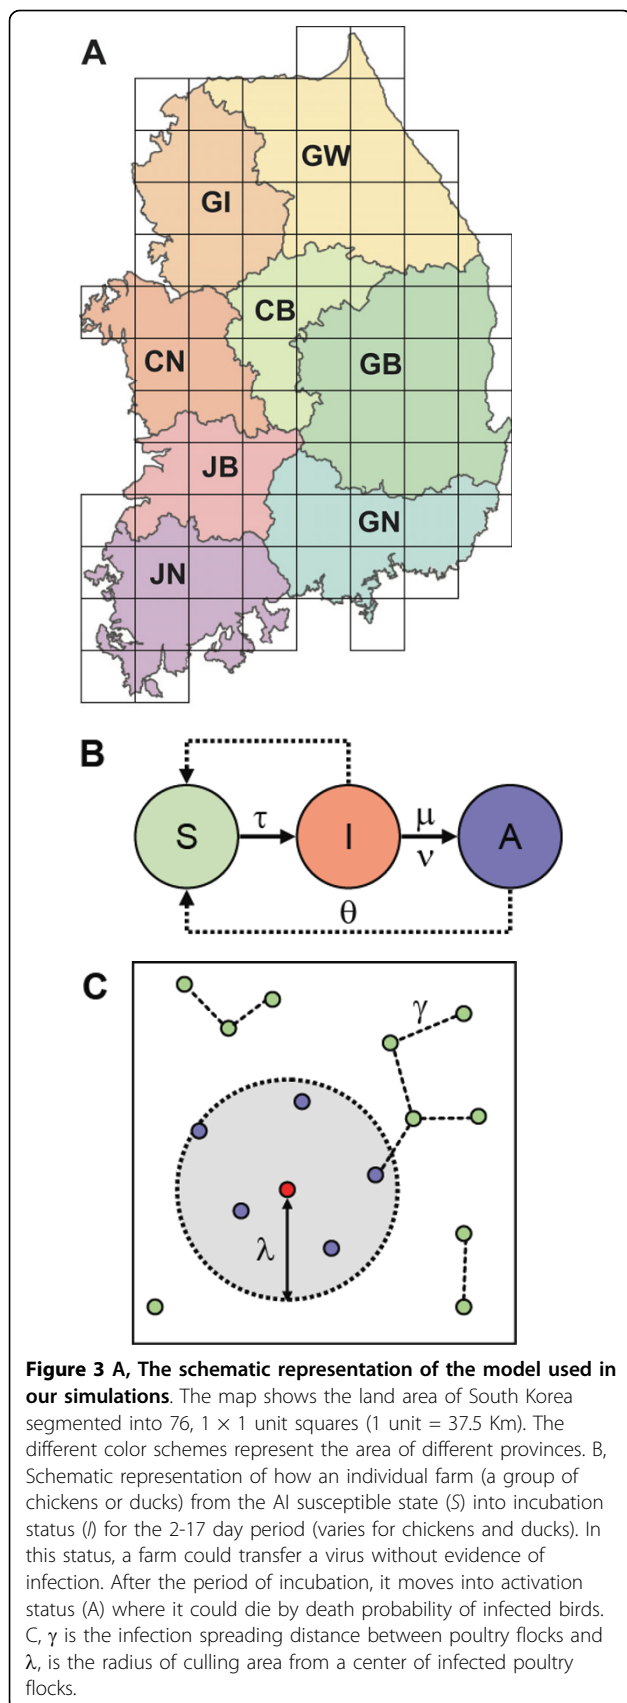 A
GW
GI
CB
CN
GB
JB
GN
JN
B
S
τ
I
μ
ν
A
θ
C
γ
λ
Figure 3 A, The schematic representation of the model used in
our simulations. The map shows the land area of South Korea
segmented into 76, 1 × 1 unit squares (1 unit = 37.5 Km). The
different color schemes represent the area of different provinces. B,
Schematic representation of how an individual farm (a group of
chickens or ducks) from the AI susceptible state (S) into incubation
status (I) for the 2-17 day period (varies for chickens and ducks). In
this status, a farm could transfer a virus without evidence of
infection. After the period of incubation, it moves into activation
status (A) where it could die by death probability of infected birds.
C, γ is the infection spreading distance between poultry flocks and
λ, is the radius of culling area from a center of infected poultry
flocks.